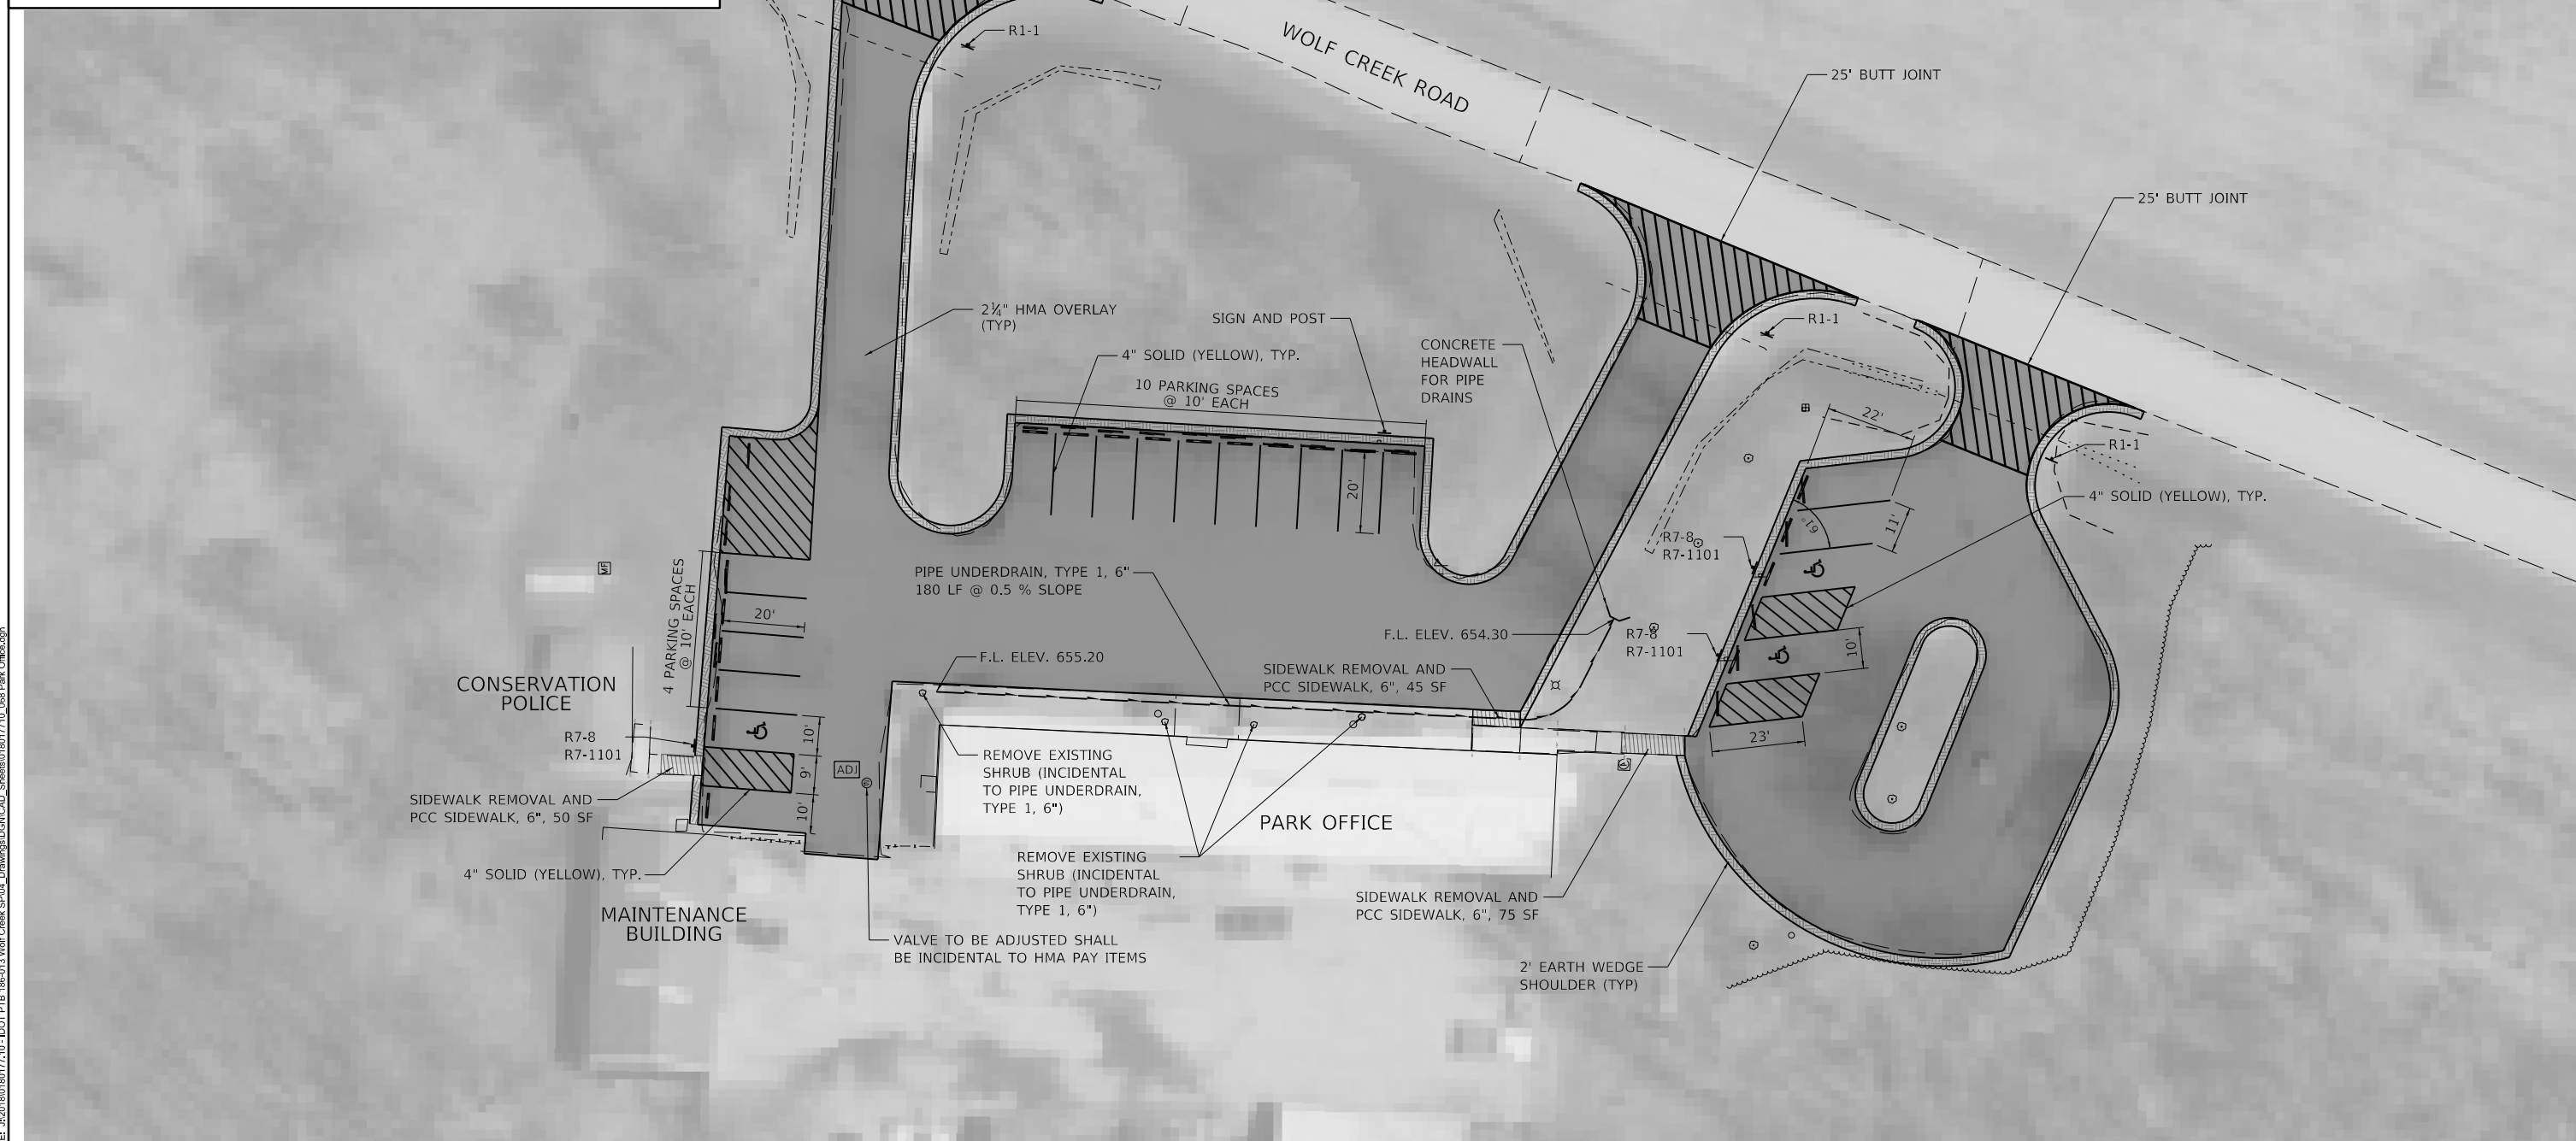 R1-1
WOLF CREEK ROAD
25' BUTT JOINT
25' BUTT JOINT
2¼" HMA OVERLAY
(TYP)
SIGN AND POST
4" SOLID (YELLOW), TYP.
10 PARKING SPACES
@ 10' EACH
20'
CONCRETE
HEADWALL
FOR PIPE
DRAINS
R1-1
22'
R1-1
4" SOLID (YELLOW), TYP.
61°
11'
R7-8
R7-1101
R7-8
R7-1101
10'
23'
PIPE UNDERDRAIN, TYPE 1, 6"
180 LF @ 0.5 % SLOPE
F.L. ELEV. 654.30
F.L. ELEV. 655.20
SIDEWALK REMOVAL AND
PCC SIDEWALK, 6", 45 SF
4 PARKING SPACES
@ 10' EACH
20'
CONSERVATION
POLICE
R7-8
R7-1101
10'
9'
10'
ADJ
SIDEWALK REMOVAL AND
PCC SIDEWALK, 6", 50 SF
4" SOLID (YELLOW), TYP.
MAINTENANCE
BUILDING
REMOVE EXISTING
SHRUB (INCIDENTAL
TO PIPE UNDERDRAIN,
TYPE 1, 6")
PARK OFFICE
REMOVE EXISTING
SHRUB (INCIDENTAL
TO PIPE UNDERDRAIN,
TYPE 1, 6")
VALVE TO BE ADJUSTED SHALL
BE INCIDENTAL TO HMA PAY ITEMS
SIDEWALK REMOVAL AND
PCC SIDEWALK, 6", 75 SF
2' EARTH WEDGE
SHOULDER (TYP)